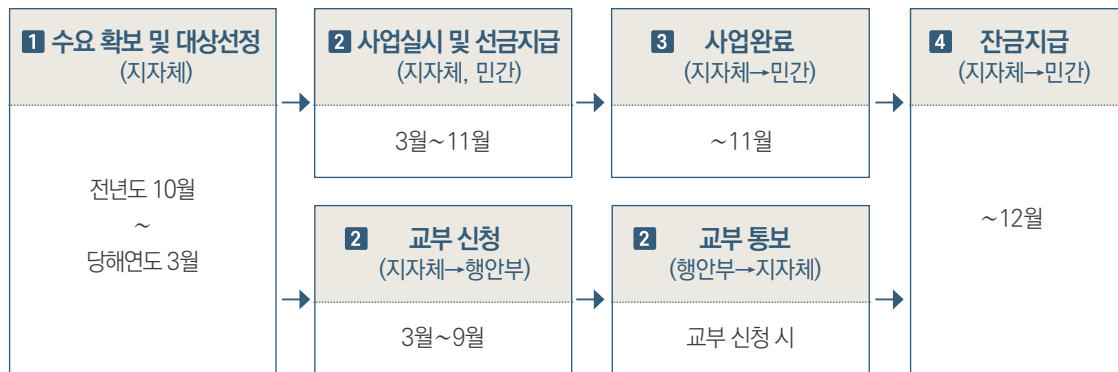 1 수요 확보 및 대상선정
(지자체)
전년도 10월
~
당해연도 3월
2 사업실시 및 선금지급
(지자체, 민간)
3월~11월
3 사업완료
(지자체→민간)
~11월
2 교부 신청
(지자체→행안부)
3월~9월
2 교부 통보
(행안부→지자체)
교부 신청 시
4 잔금지급
(지자체→민간)
~12월